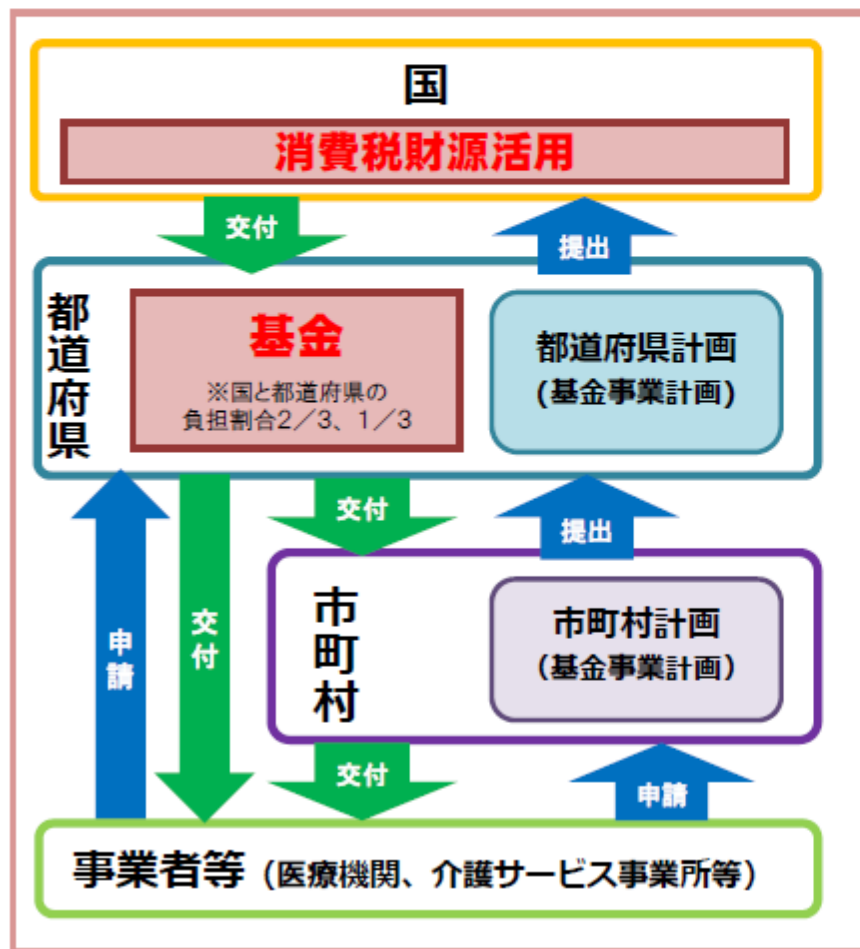 国
消費税財源活用
交付
提出
都道府県
基金
※国と都道府県の
負担割合2／3、1／3
都道府県計画
(基金事業計画)
交付
提出
申請
交付
市町村
市町村計画
（基金事業計画）
交付
申請
事業者等（医療機関、介護サービス事業所等）